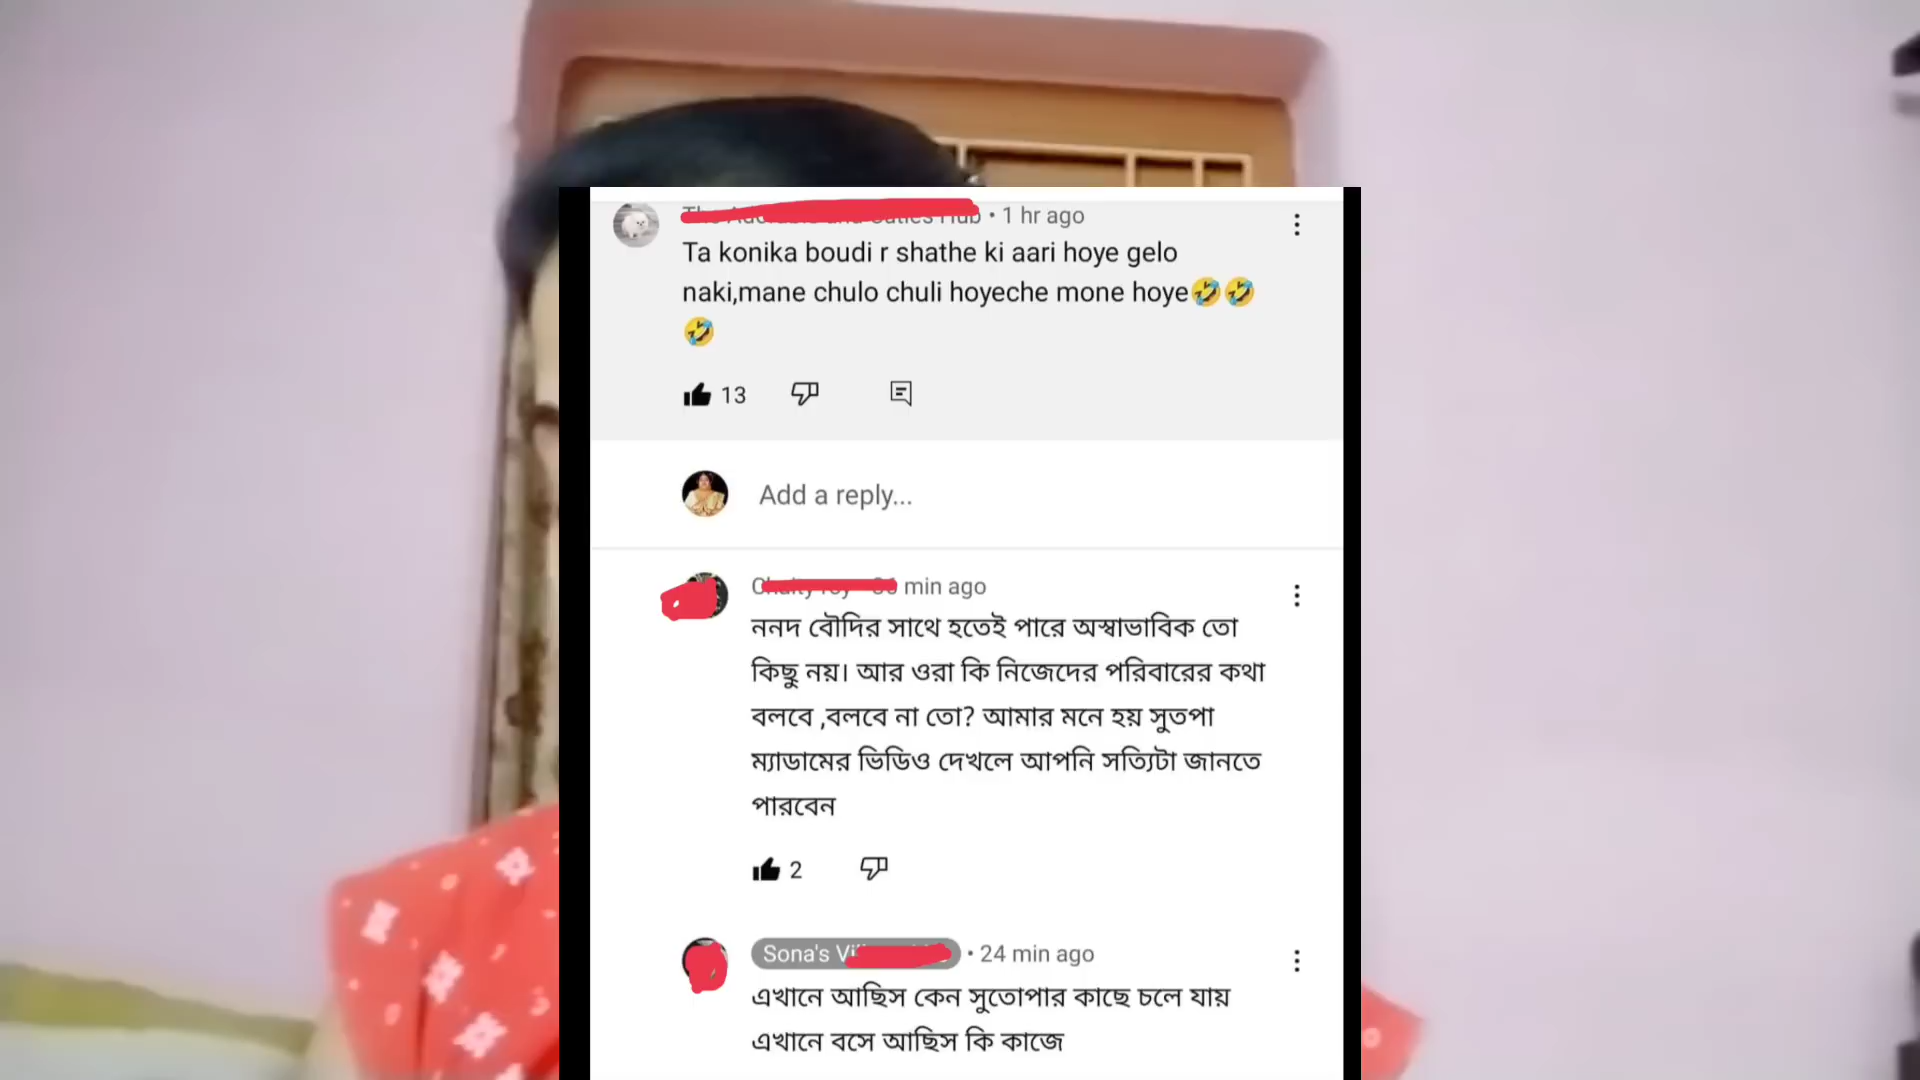 • 1 hr ago
Ta konika boudi r shathe ki aari hoye gelo
naki,mane chulo chuli hoyeche mone hoye🤣🤣
🤣
13
Add a reply...
min ago
ননদ বৌদির সাথে হতেই পারে অস্বাভাবিক তো
কিছু নয়। আর ওরা কি নিজেদের পরিবারের কথা
বলবে ,বলবে না তো? আমার মনে হয় সুতপা
ম্যাডামের ভিডিও দেখলে আপনি সত্যিটা জানতে
পারবেন
2
Sona's • 24 min ago
এখানে আছিস কেন সুতোপার কাছে চলে যায়
এখানে বসে আছিস কি কাজে